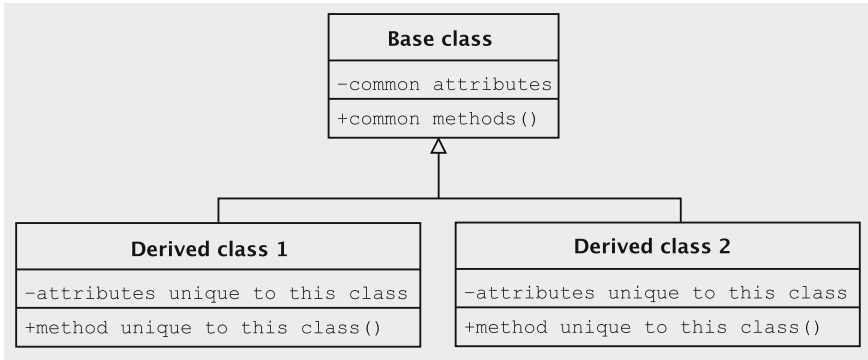 Base class
-common attributes
+common methods()
Derived class 1
-attributes unique to this class
+method unique to this class()
Derived class 2
-attributes unique to this class
+method unique to this class()